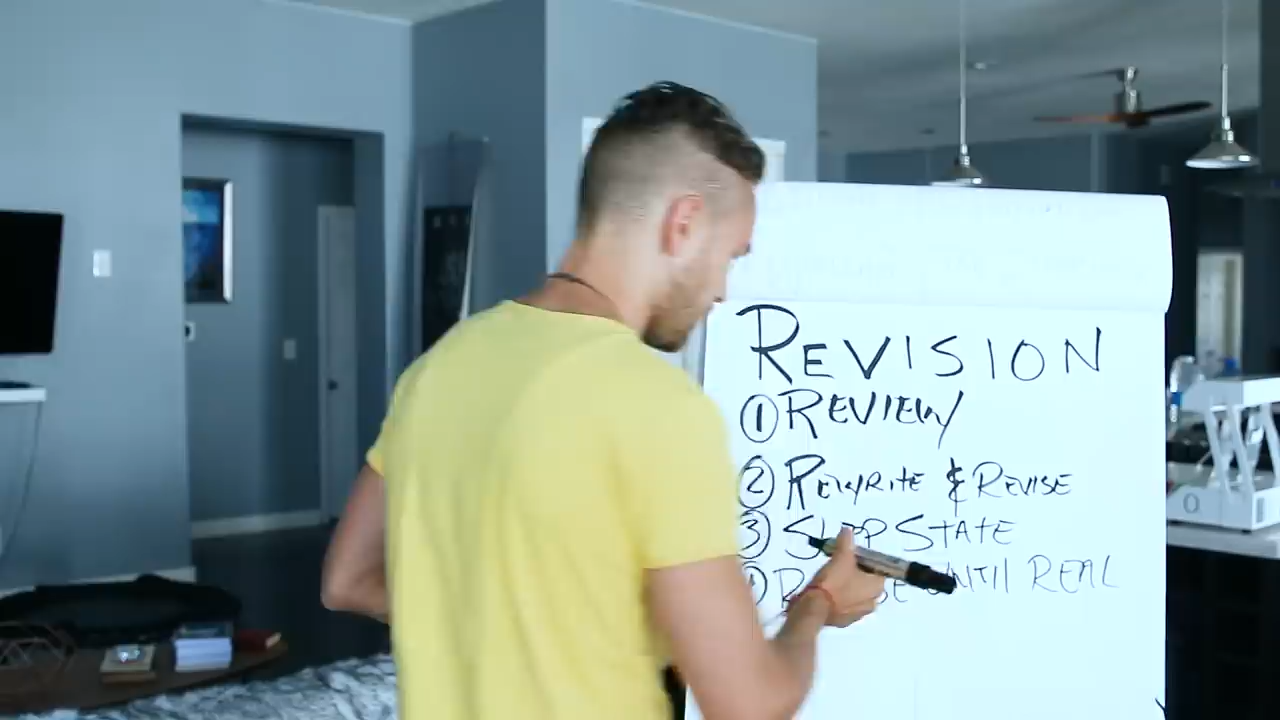 REVISION
① REVIEW
② REWRITE & REVISE
③ STATE
UNTIL REAL